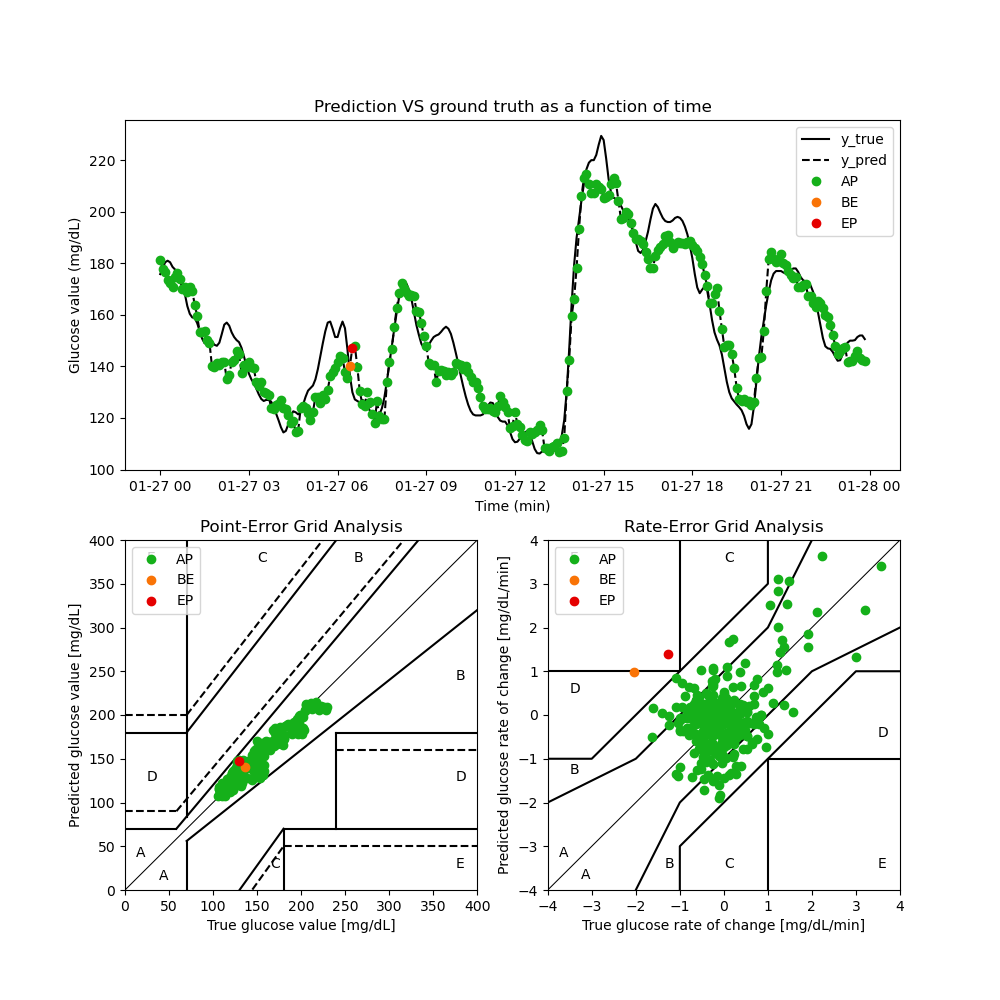 Prediction VS ground truth as a function of time
Glucose value (mg/dL)
220
200
180
160
140
120
100
y_true
y_pred
AP
BE
EP
01-27 00 01-27 03 01-27 06 01-27 09 01-27 12 01-27 15 01-27 18 01-27 21 01-28 00
Time (min)
Point-Error Grid Analysis
Predicted glucose value [mg/dL]
400
350
300
250
200
150
100
50
0
AP
BE
EP
C B
B
D D
A
A C E
0 50 100 150 200 250 300 350 400
True glucose value [mg/dL]
Rate-Error Grid Analysis
Predicted glucose rate of change [mg/dL/min]
4
3
2
1
0
−1
−2
−3
−4
AP
BE
EP
C
D
D
B
A
A B C E
−4 −3 −2 −1 0 1 2 3 4
True glucose rate of change [mg/dL/min]